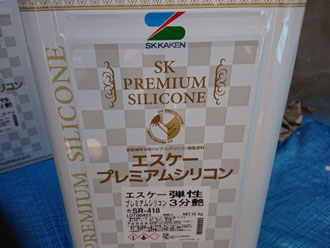 SK KAKEN
SK
PREMIUM
SILICONE
PREMIUM SILICONE
エスケー
プレミアムシリコン
エスケー 弾性
プレミアムシリコン 3分艶
SR-418